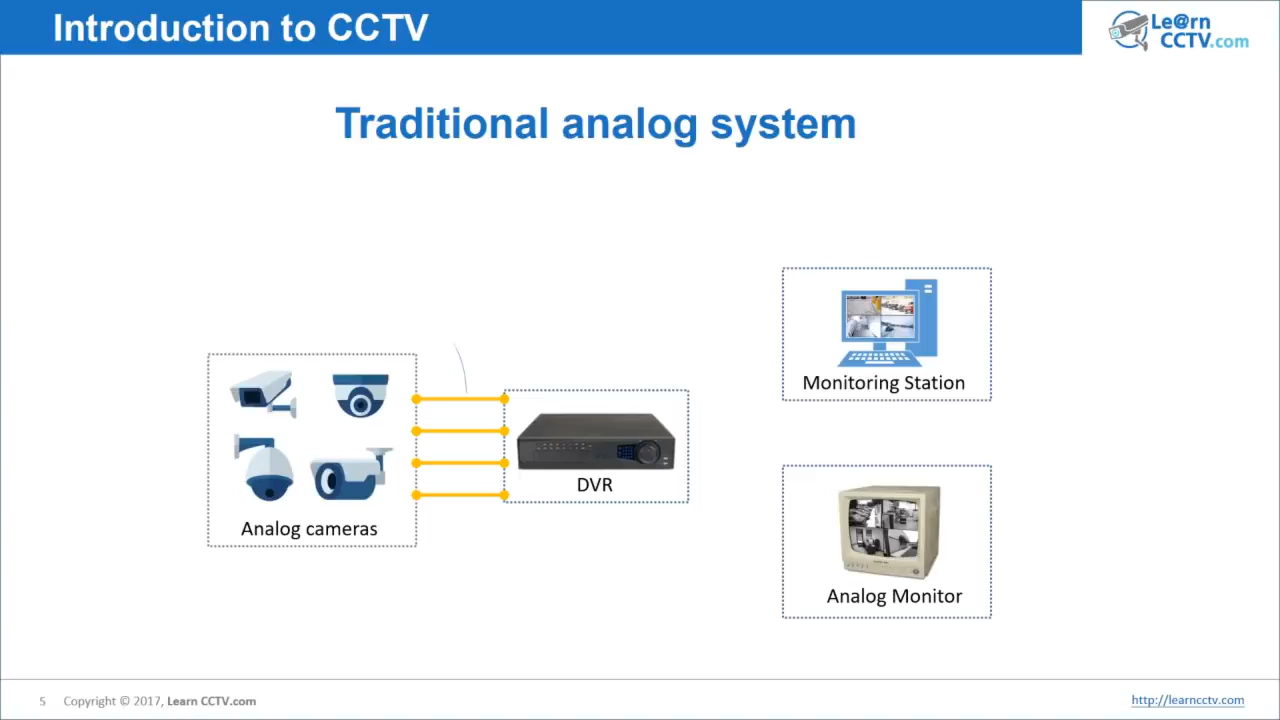 Introduction to CCTV
Le@rn
CCTV.com
Traditional analog system
Monitoring Station
DVR
Analog cameras
Analog Monitor
5 Copyright © 2017, Learn CCTV.com
http://learncctv.com